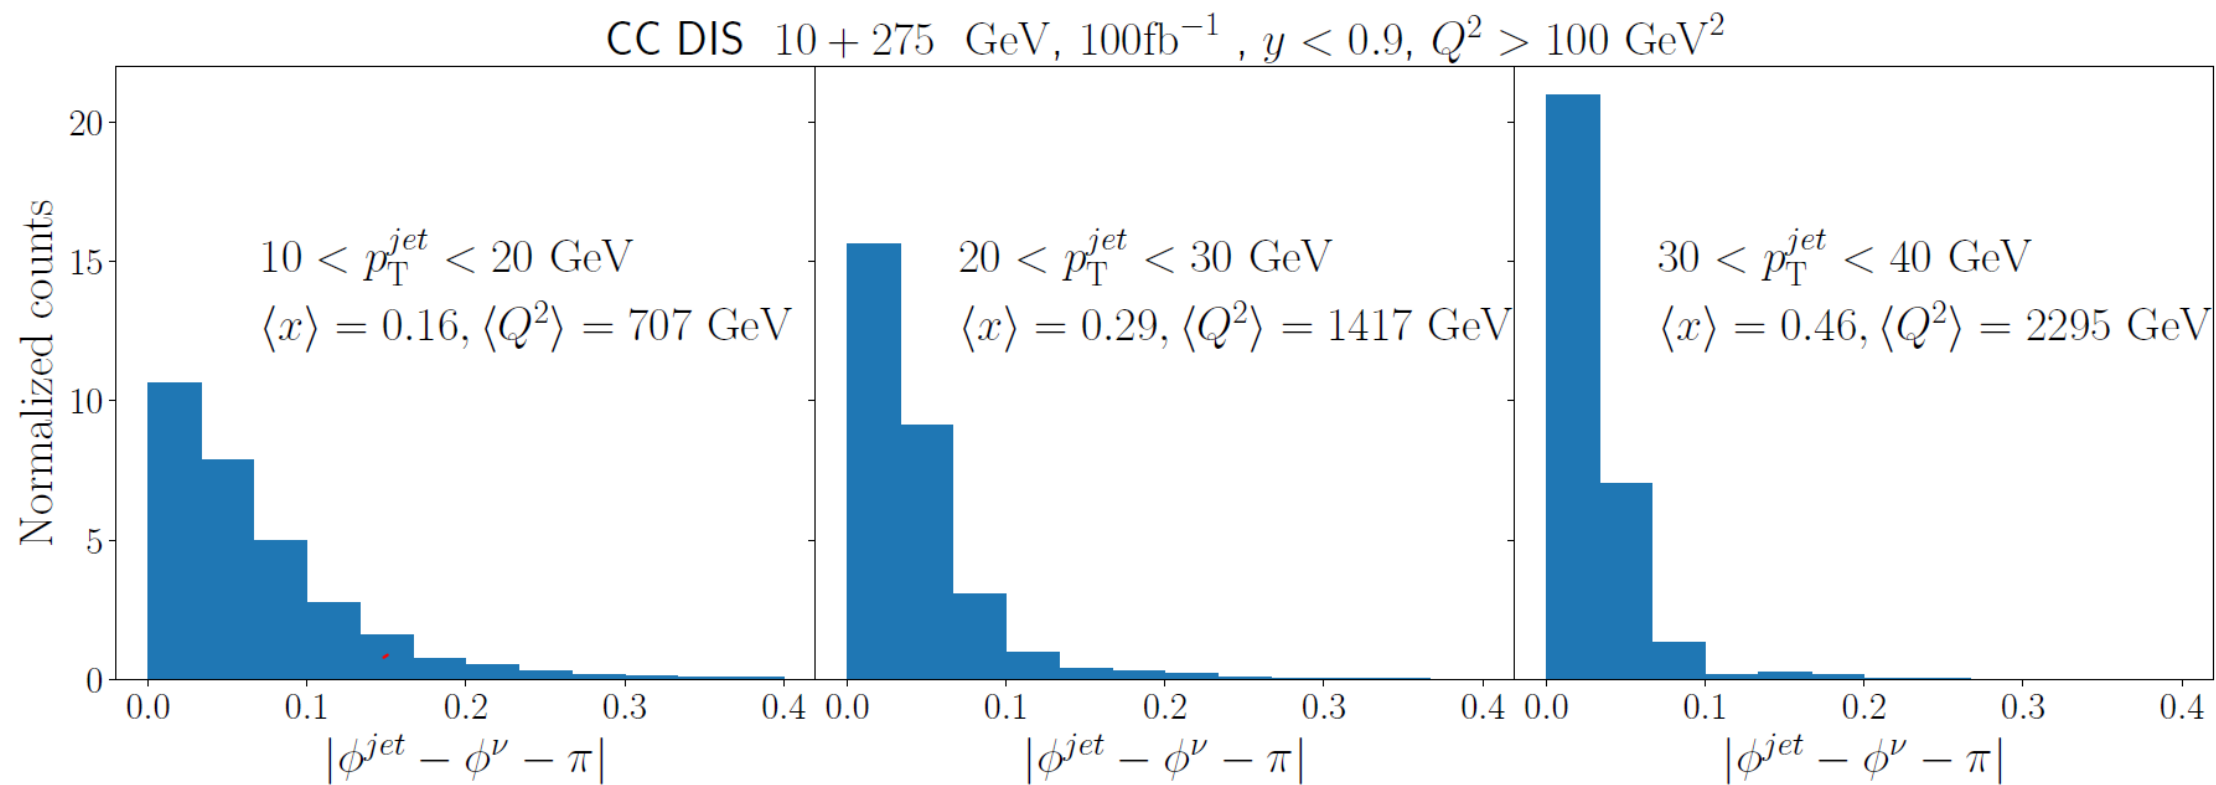 CC DIS 10 + 275 GeV, 100fb⁻¹ , y < 0.9, Q² > 100 GeV²
Normalized counts
20
15
10
5
0
10 < p_T^{jet} < 20 GeV
⟨x⟩ = 0.16, ⟨Q²⟩ = 707 GeV
20 < p_T^{jet} < 30 GeV
⟨x⟩ = 0.29, ⟨Q²⟩ = 1417 GeV
30 < p_T^{jet} < 40 GeV
⟨x⟩ = 0.46, ⟨Q²⟩ = 2295 GeV
0.0 0.1 0.2 0.3 0.4
0.0 0.1 0.2 0.3 0.4
0.0 0.1 0.2 0.3 0.4
|ϕ^{jet} − ϕ^ν − π|
|ϕ^{jet} − ϕ^ν − π|
|ϕ^{jet} − ϕ^ν − π|